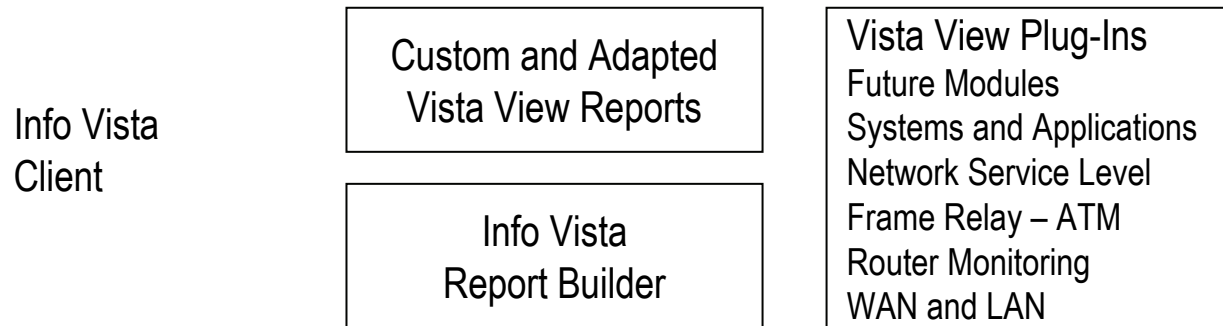 Info Vista
Client
Custom and Adapted
Vista View Reports
Info Vista
Report Builder
Vista View Plug-Ins
Future Modules
Systems and Applications
Network Service Level
Frame Relay – ATM
Router Monitoring
WAN and LAN